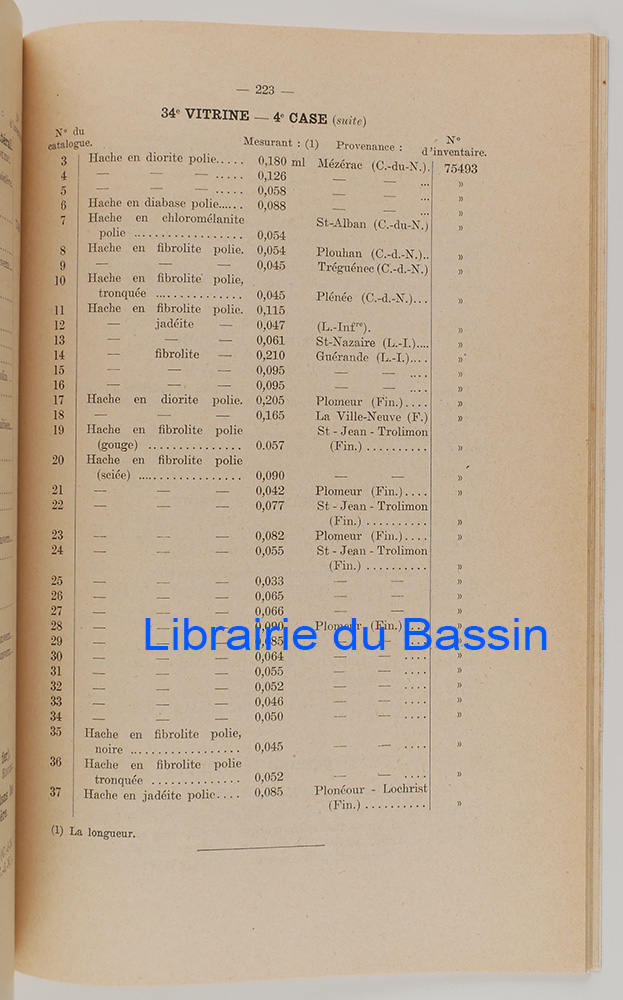 — 223 —
34e VITRINE — 4e CASE (suite)
N° du catalogue. Mesurant : (1) Provenance : N° d'inventaire.
3 Hache en diorite polie..... 0,180 ml Mézérac (C.-du-N.). 75493
4 — — — ..... 0,126 — — ... »
5 — — — ..... 0,058 — — ... »
6 Hache en diabase polie...... 0,088 — — ... »
7 Hache en chloromélanite
polie ................. 0,054 St-Alban (C.-du-N.) »
8 Hache en fibrolite polie. 0,054 Plouhan (C.-d.-N.).. »
9 — — — 0,045 Tréguénec (C.-d.-N.) »
10 Hache en fibrolite polie,
tronquée .............. 0,045 Plénée (C.-d.-N.)... »
11 Hache en fibrolite polie. 0,115
12 — jadéite — 0,047 (L.-Infre). »
13 — — — 0,061 St-Nazaire (L.-I.).... »
14 — fibrolite — 0,210 Guérande (L.-I.).... »
15 — — — 0,095 — — .... »
16 — — — 0,095 — — .... »
17 Hache en diorite polie. 0,205 Plomeur (Fin.).... »
18 — — — 0,165 La Ville-Neuve (F.) »
19 Hache en fibrolite polie St - Jean - Trolimon
(gouge) ............... 0.057 (Fin.) .......... »
20 Hache en fibrolite polie
(sciée) ................ 0,090 — — »
21 — — — 0,042 Plomeur (Fin.).... »
22 — — — 0,077 St - Jean - Trolimon
(Fin.) .......... »
23 — — — 0,082 Plomeur (Fin.).... »
24 — — — 0,055 St - Jean - Trolimon
(Fin.) .......... »
25 — — — 0,033 — — »
26 — — — 0,065 — — »
27 — — — 0,066 — — »
28 — — — 0,090 Plomeur (Fin.) ... »
Librairie du Bassin
29 — — — — — .... »
30 — — — 0,064 — — .... »
31 — — — 0,055 — — .... »
32 — — — 0,052 — — .... »
33 — — — 0,046 — — .... »
34 — — — 0,050 — — .... »
35 Hache en fibrolite polie,
noire ................. 0,045 — — .... »
36 Hache en fibrolite polie
tronquée .............. 0,052 — — .... »
37 Hache en jadéite polie.... 0,085 Plonéour - Lochrist
(Fin.) .......... »
(1) La longueur.